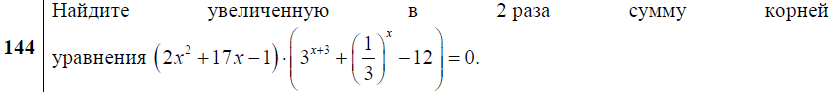 144
Найдите увеличенную в 2 раза сумму корней
уравнения (2x² + 17x − 1) · (3^(x+3) + (1/3)^x − 12) = 0.